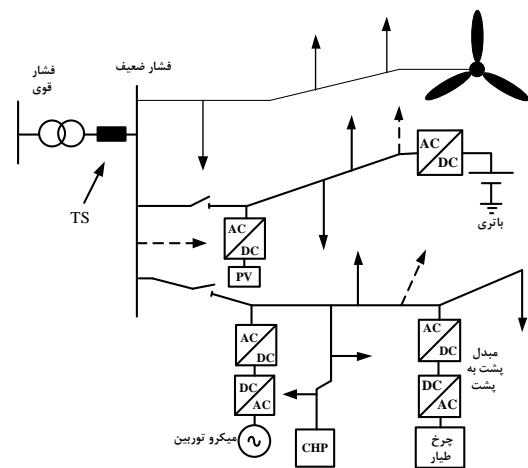 فشار
قوی
فشار ضعیف
TS
AC
DC
باتری
AC
DC
PV
AC
DC
AC
DC
مبدل
پشت به
پشت
DC
AC
DC
AC
میکرو توربین
CHP
چرخ
طیار